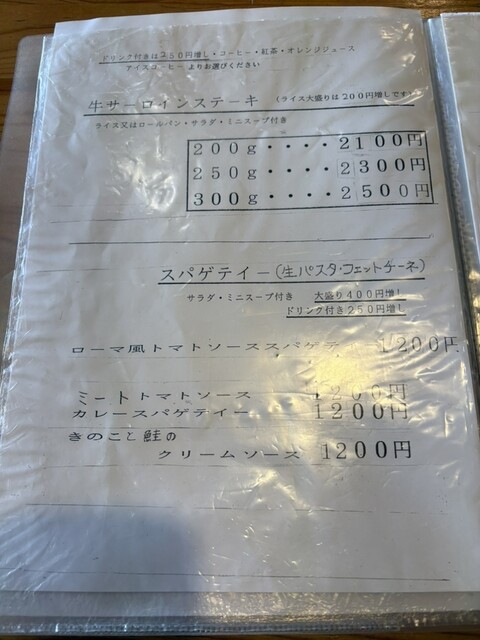 ドリンク付きは250円増し・コーヒー・紅茶・オレンジジュース
アイスコーヒーよりお選びください
牛サーロインステーキ (ライス大盛りは200円増しです)
ライス又はロールパン・サラダ・ミニスープ付き
200g・・・・2100円
250g・・・・2300円
300g・・・・2500円
スパゲテイー(生パスタ・フェットチーネ)
サラダ・ミニスープ付き 大盛り400円増し
ドリンク付き250円増し
ローマ風トマトソーススパゲティー 1200円
ミートトマトソース 1200円
カレースパゲテイー 1200円
きのこと鮭の
クリームソース 1200円